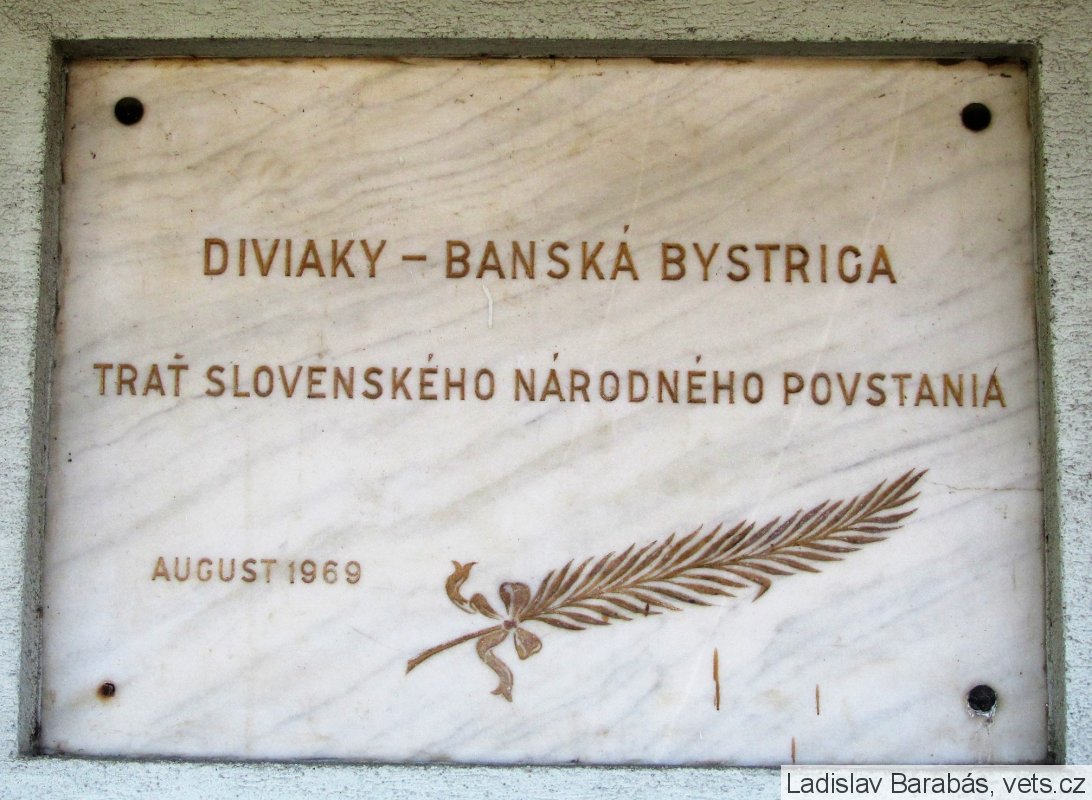 DIVIAKY – BANSKÁ BYSTRICA
TRAŤ SLOVENSKÉHO NÁRODNÉHO POVSTANIA
AUGUST 1969
Ladislav Barabás, vets.cz